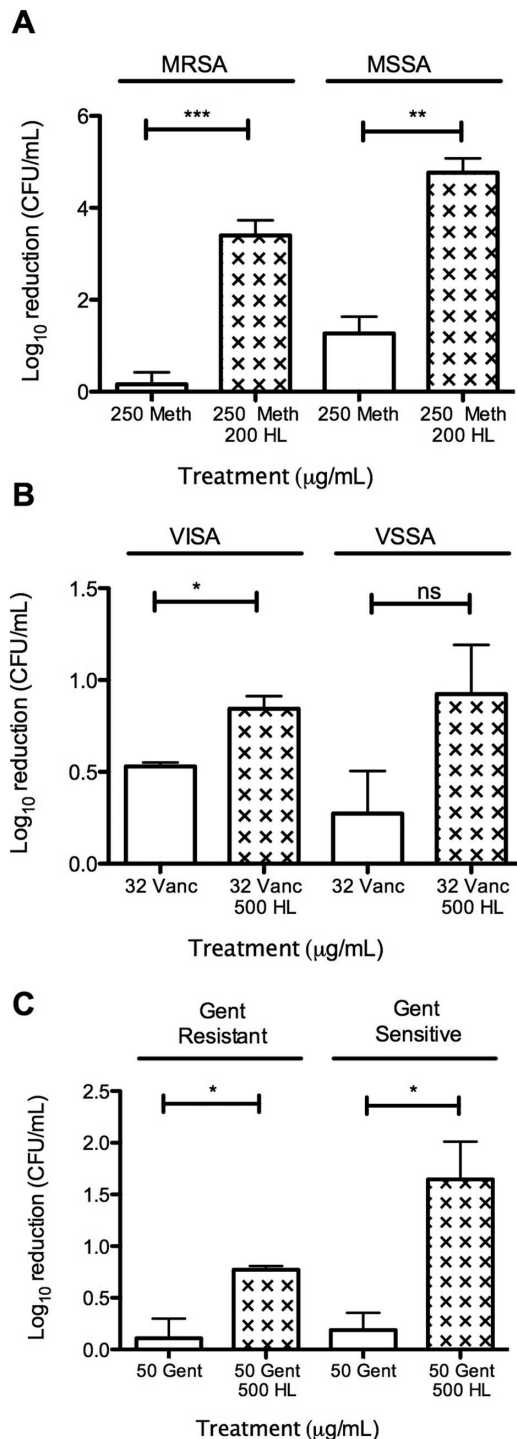 A
MRSA MSSA
*** **
6
4
2
0
Log10 reduction (CFU/mL)
250 Meth 250 Meth 250 Meth 250 Meth
200 HL 200 HL
Treatment (μg/mL)
B
VISA VSSA
* ns
1.5
1.0
0.5
0.0
Log10 reduction (CFU/mL)
32 Vanc 32 Vanc 32 Vanc 32 Vanc
500 HL 500 HL
Treatment (μg/mL)
C
Gent Gent
Resistant Sensitive
* *
2.5
2.0
1.5
1.0
0.5
0.0
Log10 reduction (CFU/mL)
50 Gent 50 Gent 50 Gent 50 Gent
500 HL 500 HL
Treatment (μg/mL)